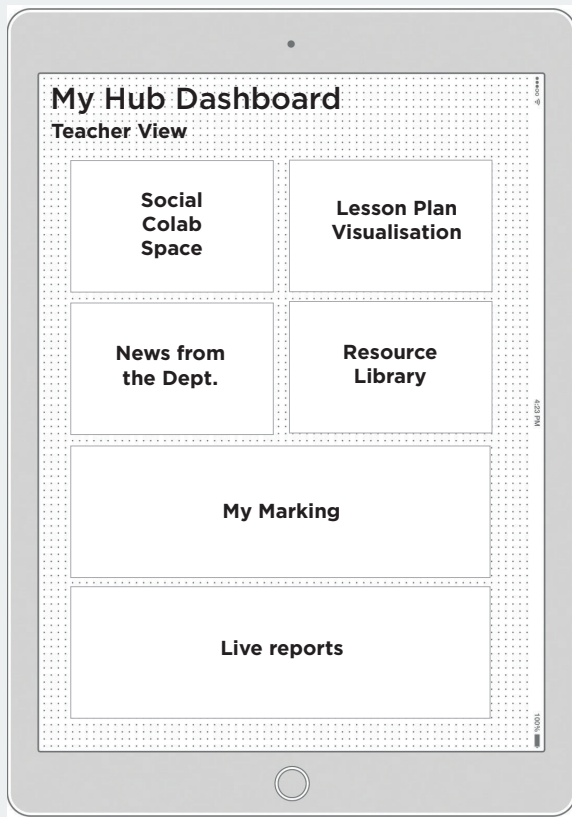 My Hub Dashboard
Teacher View
Social
Colab
Space
Lesson Plan
Visualisation
News from
the Dept.
Resource
Library
My Marking
Live reports
4:23 PM
100%